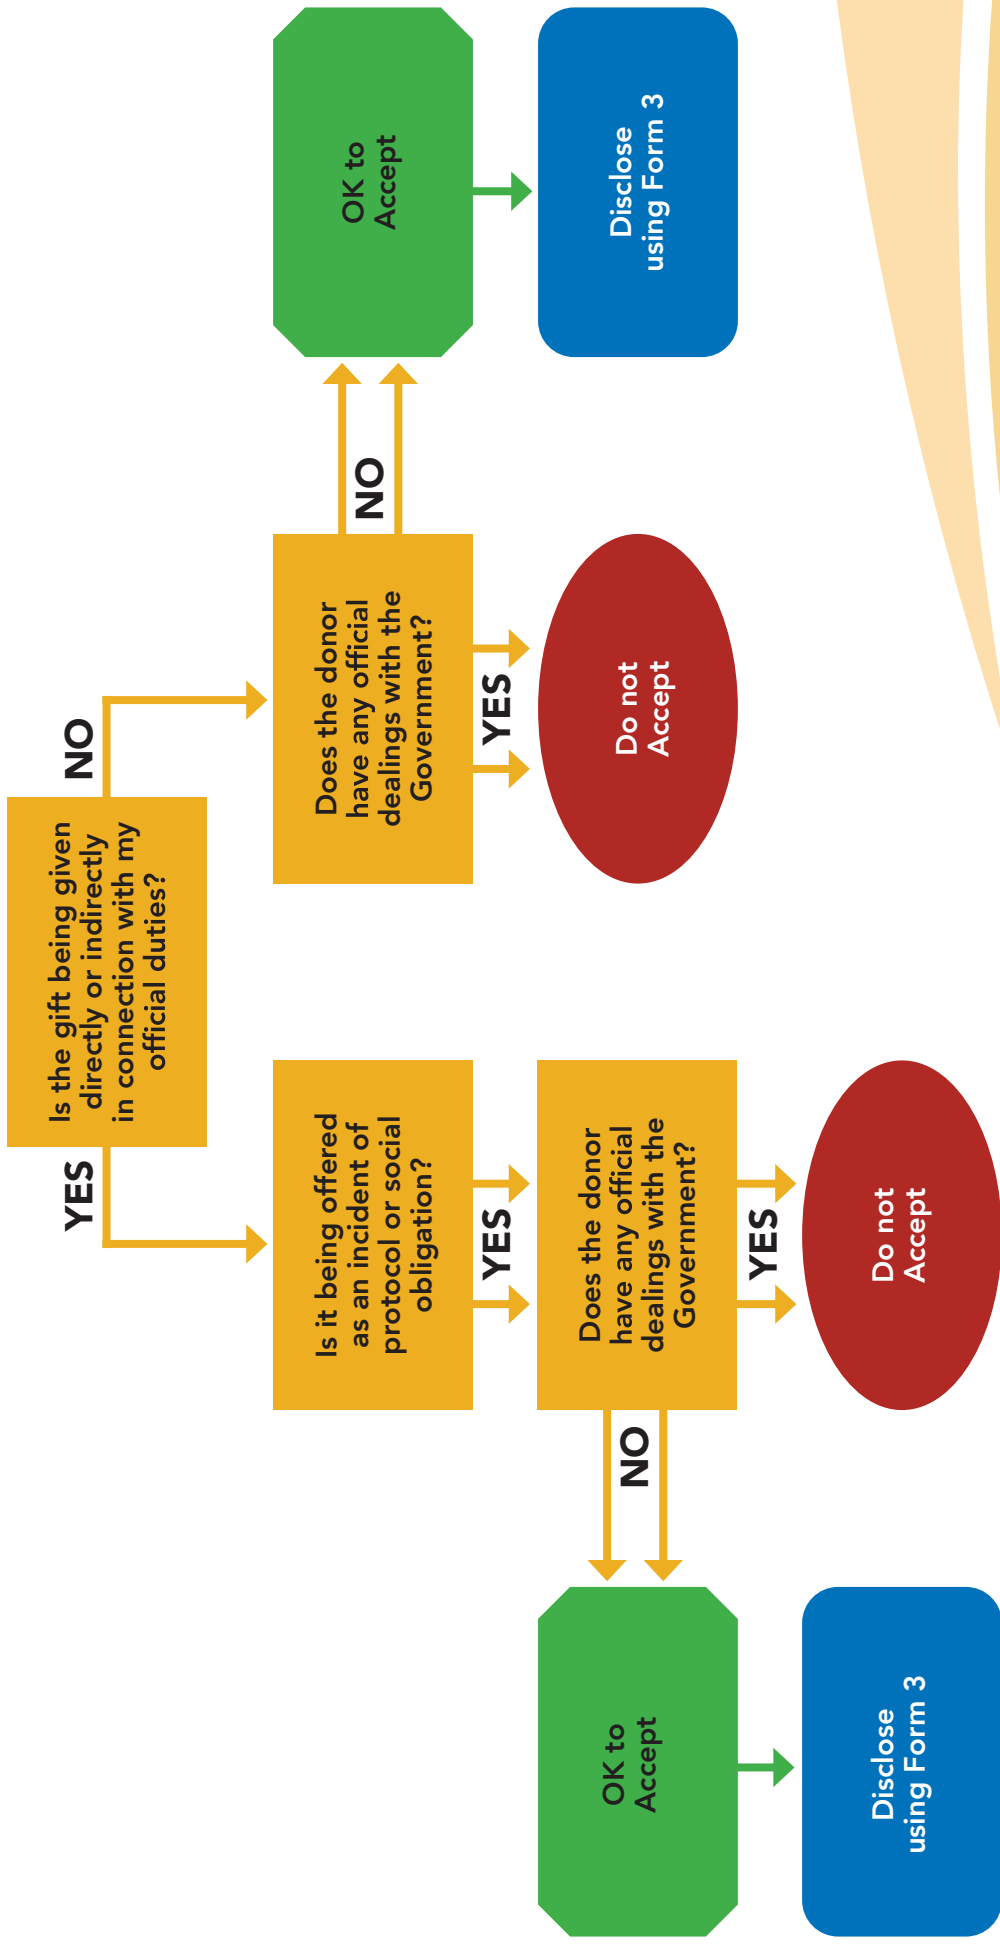 Is the gift being given
directly or indirectly
in connection with my
official duties?
YES
NO
Is it being offered
as an incident of
protocol or social
obligation?
Does the donor
have any official
dealings with the
Government?
NO
OK to
Accept
YES
YES
Does the donor
have any official
dealings with the
Government?
NO
OK to
Accept
Do not
Accept
Disclose
using Form 3
YES
Do not
Accept
Disclose
using Form 3